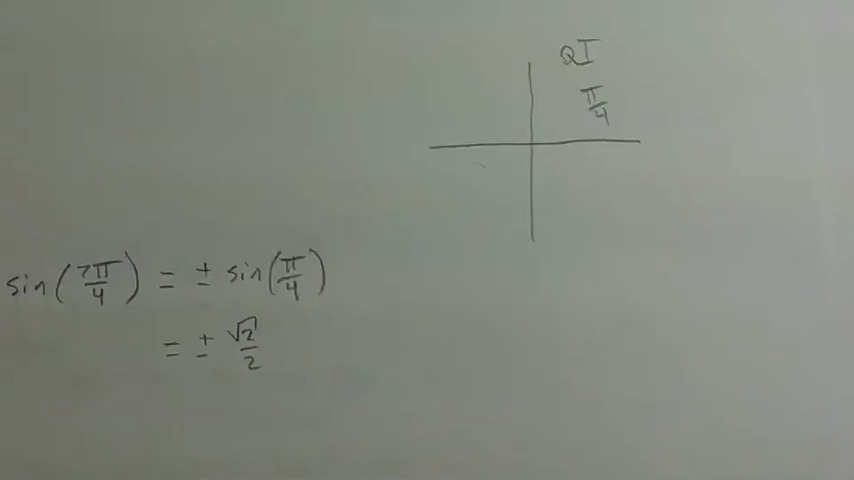 QI
π/4
sin(7π/4) = ± sin(π/4)
= ± √2/2